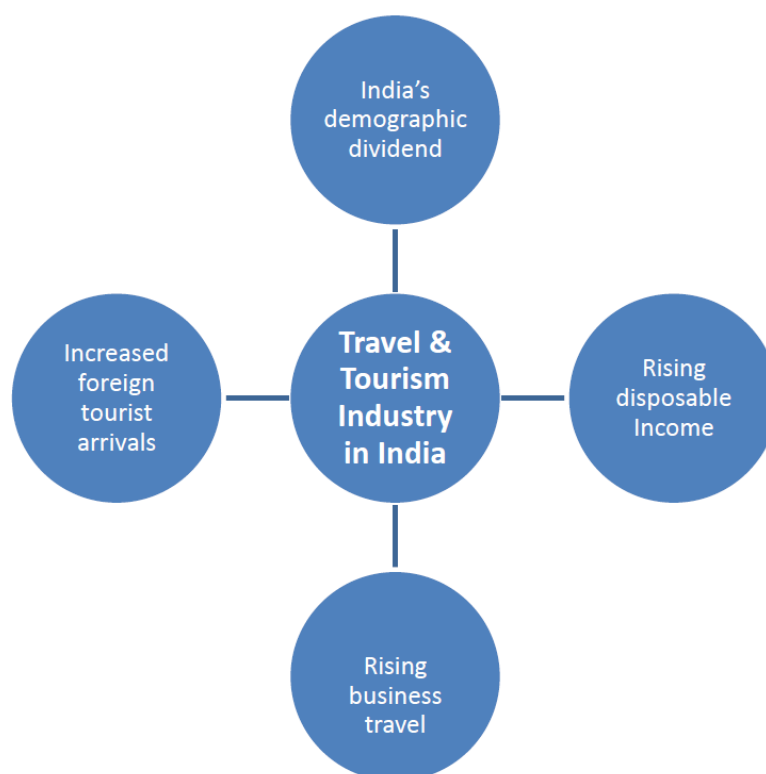 India’s
demographic
dividend
Increased
foreign
tourist
arrivals
Travel &
Tourism
Industry
in India
Rising
disposable
Income
Rising
business
travel